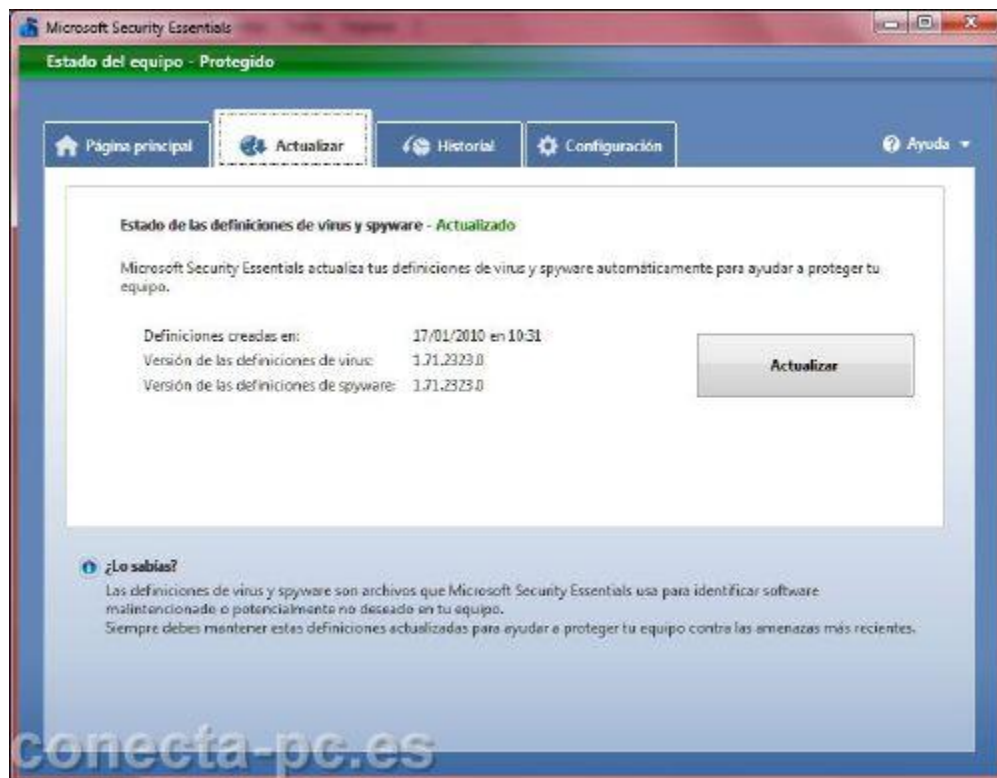 Microsoft Security Essentials
Estado del equipo - Protegido
Página principal
Actualizar
Historial
Configuración
Ayuda
Estado de las definiciones de virus y spyware - Actualizado
Microsoft Security Essentials actualiza tus definiciones de virus y spyware automáticamente para ayudar a proteger tu
equipo.
Definiciones creadas en: 17/01/2010 en 10:31
Versión de las definiciones de virus: 1.71.2323.0
Versión de las definiciones de spyware: 1.71.2323.0
Actualizar
¿Lo sabías?
Las definiciones de virus y spyware son archivos que Microsoft Security Essentials usa para identificar software
malintencionado o potencialmente no deseado en tu equipo.
Siempre debes mantener estas definiciones actualizadas para ayudar a proteger tu equipo contra las amenazas más recientes.
conecta-pc.es